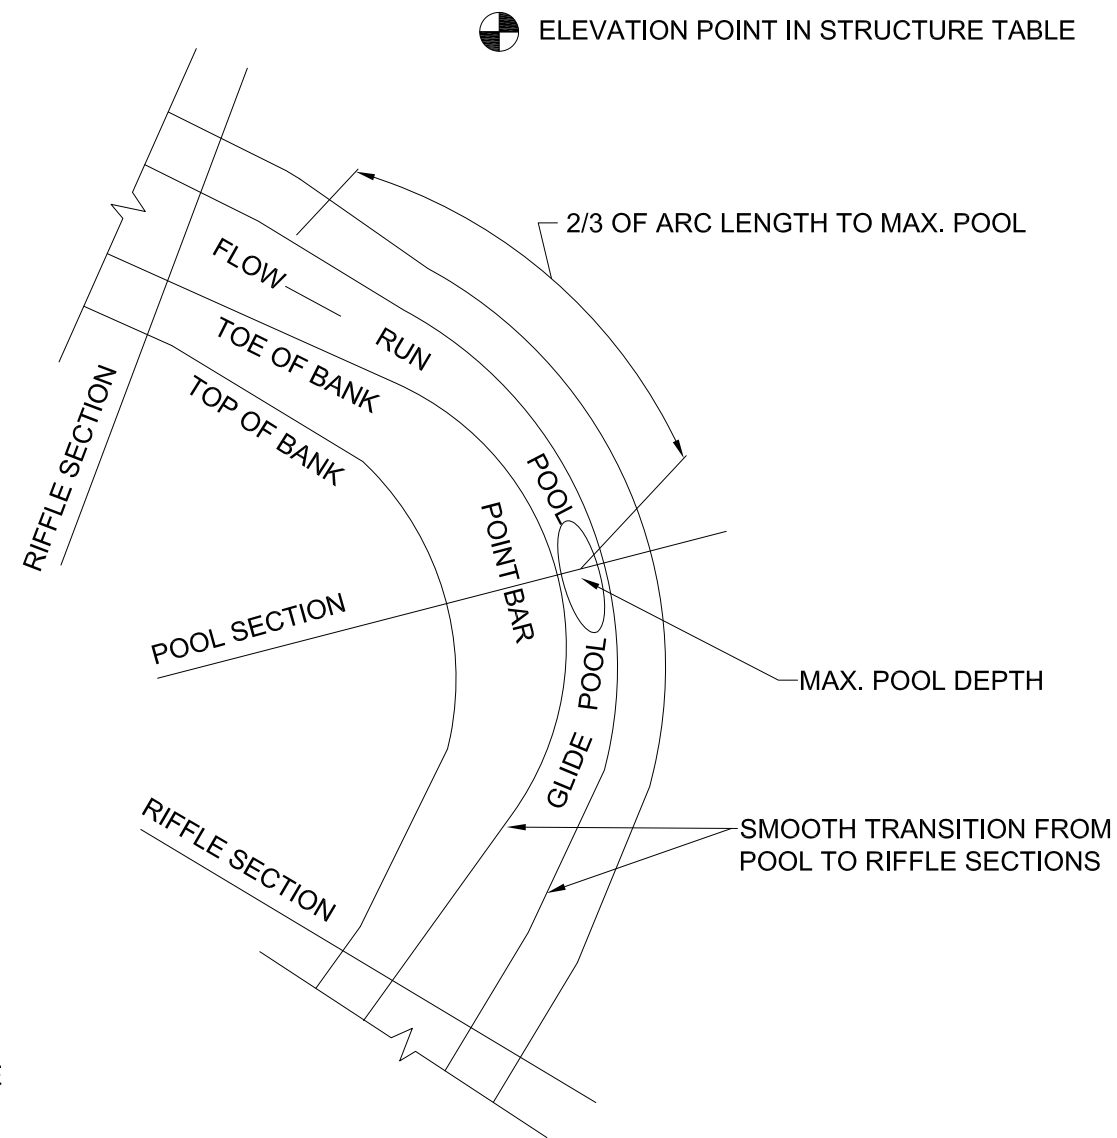 ELEVATION POINT IN STRUCTURE TABLE
2/3 OF ARC LENGTH TO MAX. POOL
FLOW
RUN
TOE OF BANK
TOP OF BANK
RIFFLE SECTION
POOL
POINT BAR
POOL SECTION
POOL
MAX. POOL DEPTH
GLIDE
RIFFLE SECTION
SMOOTH TRANSITION FROM
POOL TO RIFFLE SECTIONS